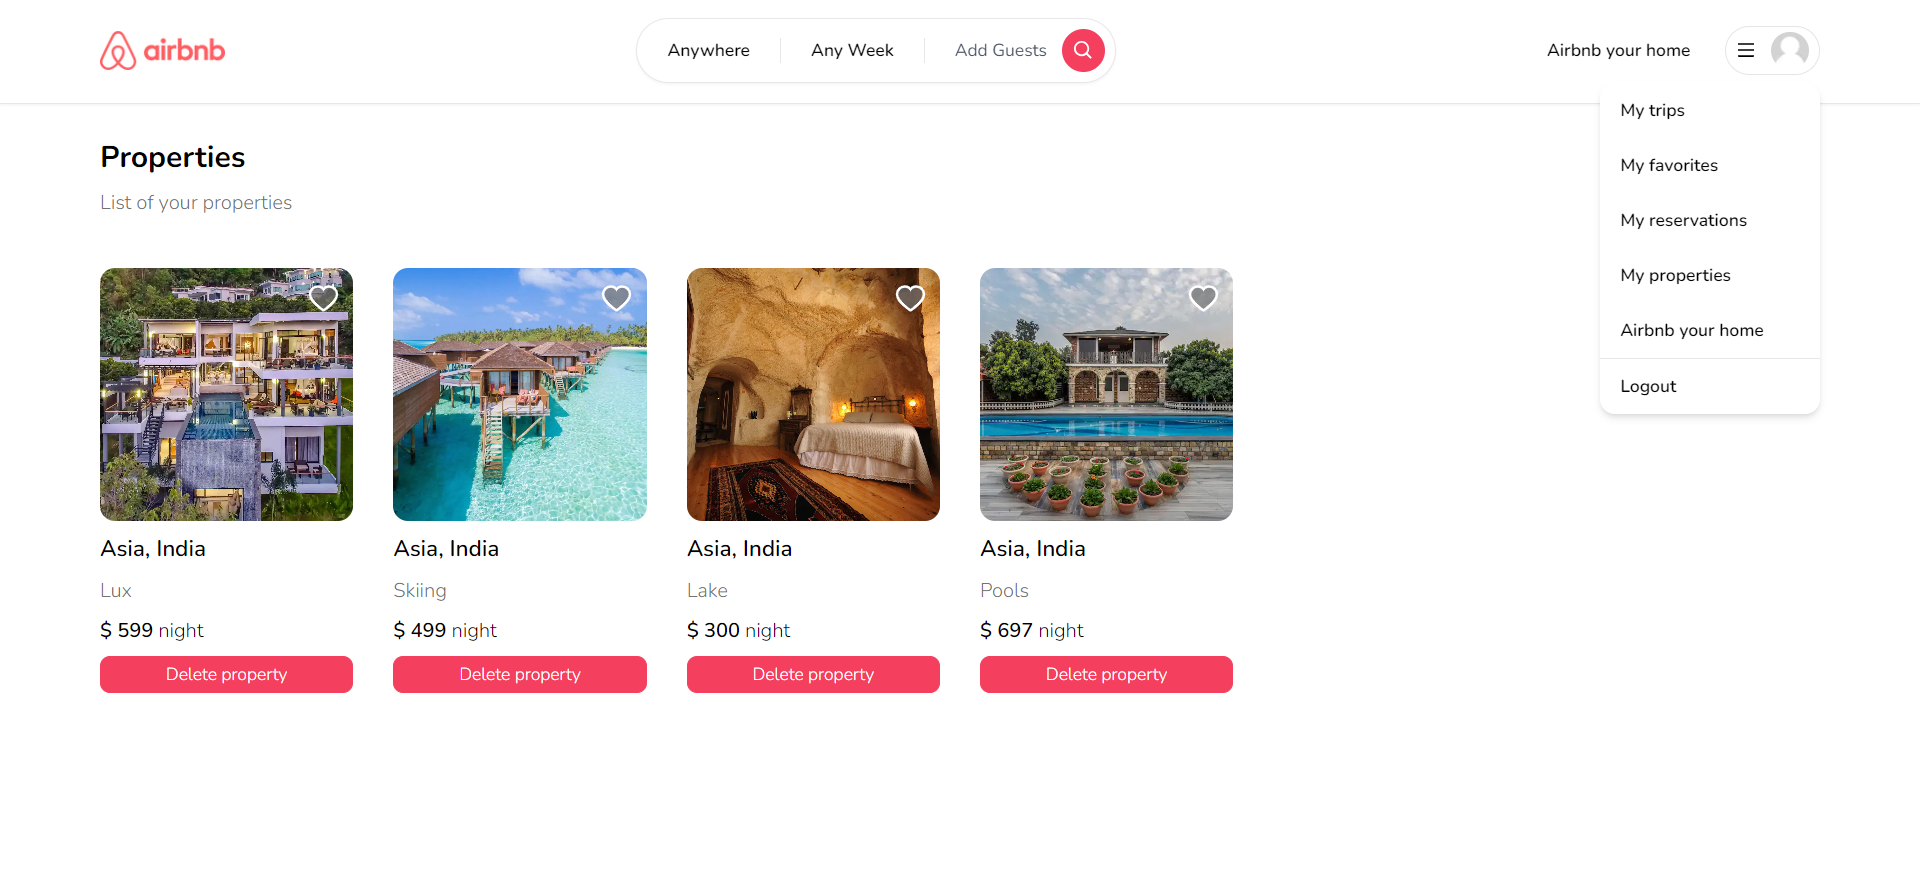 airbnb
Anywhere
Any Week
Add Guests
Airbnb your home
My trips
My favorites
My reservations
My properties
Airbnb your home
Logout
Properties
List of your properties
Asia, India
Lux
$ 599 night
Delete property
Asia, India
Skiing
$ 499 night
Delete property
Asia, India
Lake
$ 300 night
Delete property
Asia, India
Pools
$ 697 night
Delete property